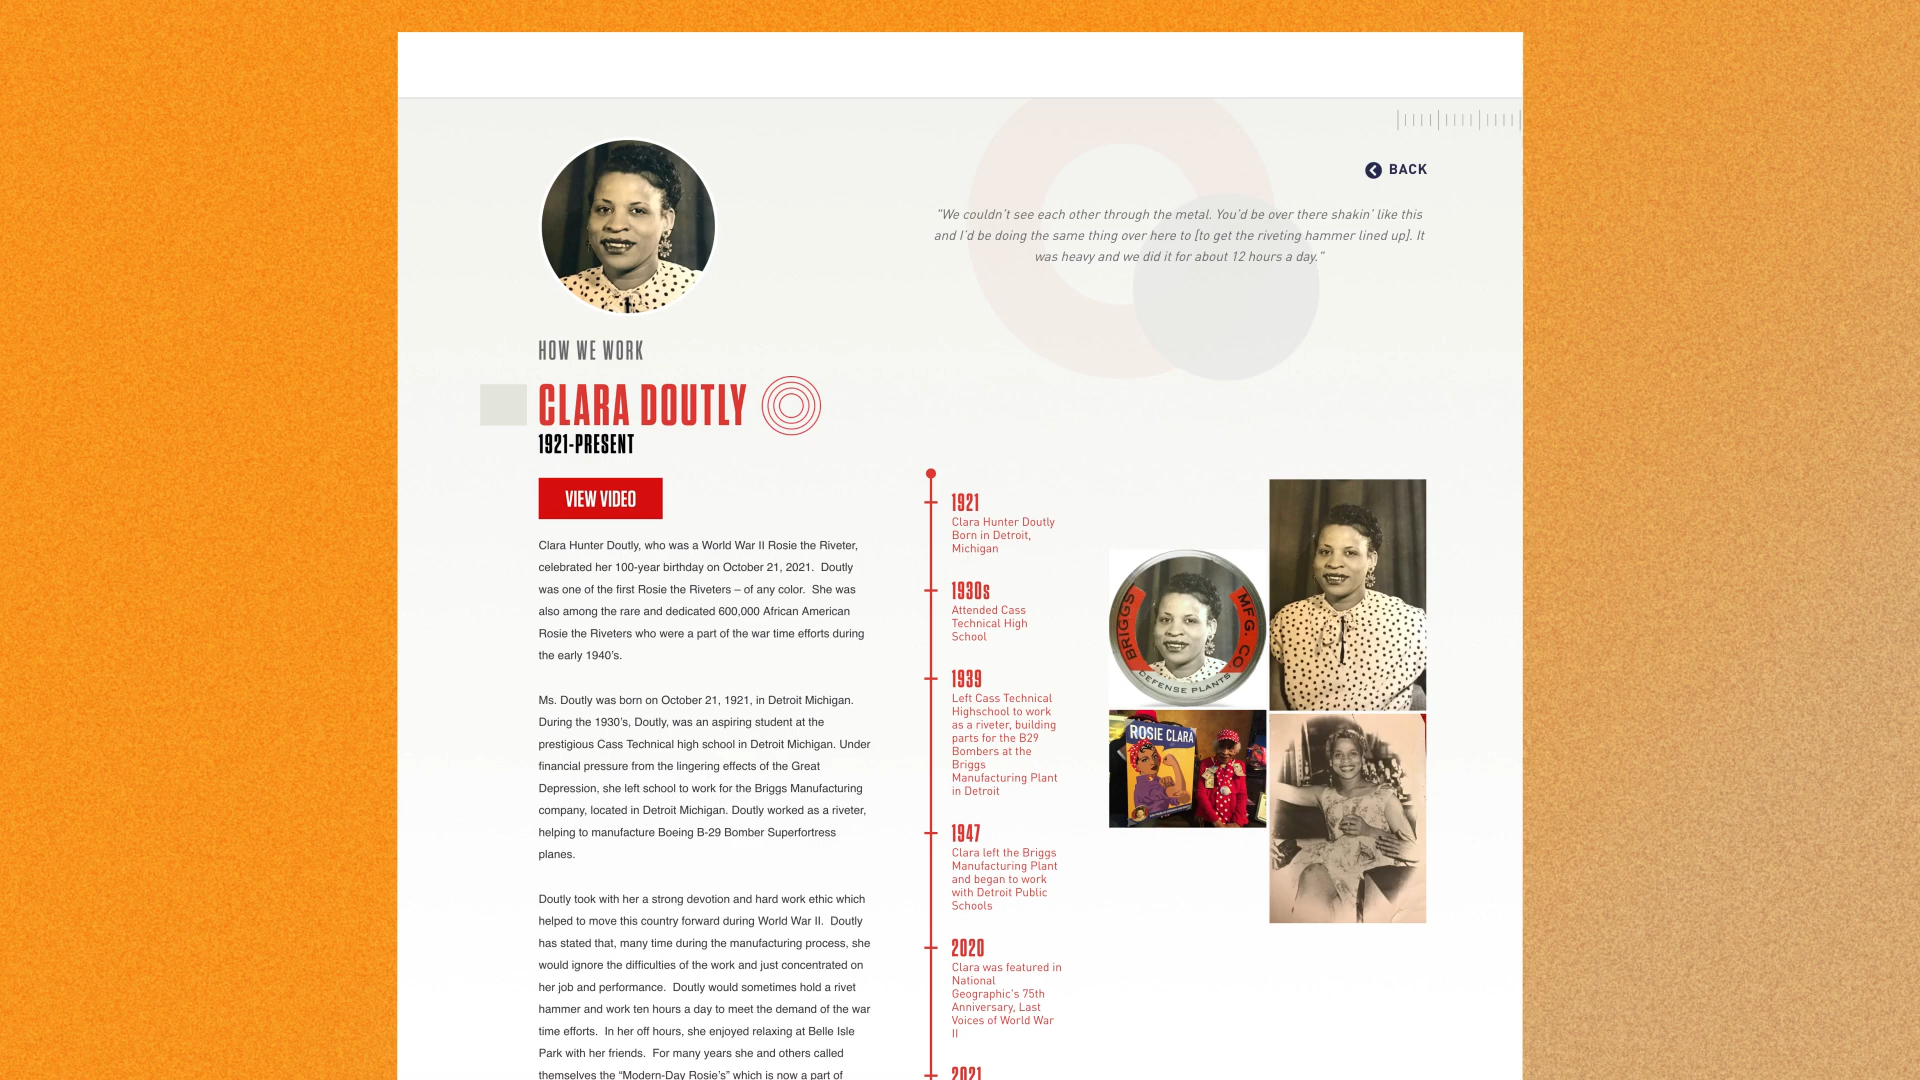 BACK
"We couldn't see each other through the metal. You'd be over there shakin' like this
and I'd be doing the same thing over here to [to get the riveting hammer lined up]. It
was heavy and we did it for about 12 hours a day."
HOW WE WORK
CLARA DOUTLY
1921-PRESENT
VIEW VIDEO
Clara Hunter Doutly, who was a World War II Rosie the Riveter,
celebrated her 100-year birthday on October 21, 2021.  Doutly
was one of the first Rosie the Riveters – of any color.  She was
also among the rare and dedicated 600,000 African American
Rosie the Riveters who were a part of the war time efforts during
the early 1940's.
Ms. Doutly was born on October 21, 1921, in Detroit Michigan.
During the 1930's, Doutly, was an aspiring student at the
prestigious Cass Technical high school in Detroit Michigan. Under
financial pressure from the lingering effects of the Great
Depression, she left school to work for the Briggs Manufacturing
company, located in Detroit Michigan. Doutly worked as a riveter,
helping to manufacture Boeing B-29 Bomber Superfortress
planes.
Doutly took with her a strong devotion and hard work ethic which
helped to move this country forward during World War II.  Doutly
has stated that, many time during the manufacturing process, she
would ignore the difficulties of the work and just concentrated on
her job and performance.  Doutly would sometimes hold a rivet
hammer and work ten hours a day to meet the demand of the war
time efforts.  In her off hours, she enjoyed relaxing at Belle Isle
Park with her friends.  For many years she and others called
themselves the “Modern-Day Rosie's” which is now a part of
1921
Clara Hunter Doutly
Born in Detroit,
Michigan
1930s
Attended Cass
Technical High
School
1939
Left Cass Technical
Highschool to work
as a riveter, building
parts for the B29
Bombers at the
Briggs
Manufacturing Plant
in Detroit
1947
Clara left the Briggs
Manufacturing Plant
and began to work
with Detroit Public
Schools
2020
Clara was featured in
National
Geographic's 75th
Anniversary, Last
Voices of World War
II
2021
BRIGGS
MFG. CO
DEFENSE PLANTS
ROSIE CLARA